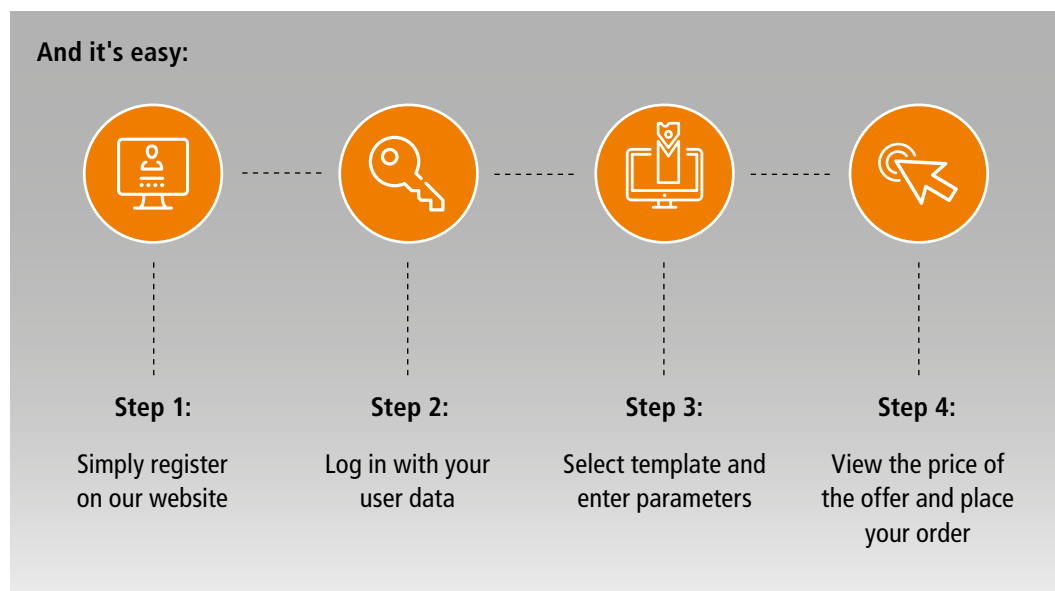 And it's easy:
Step 1:
Simply register
on our website
Step 2:
Log in with your
user data
Step 3:
Select template and
enter parameters
Step 4:
View the price of
the offer and place
your order